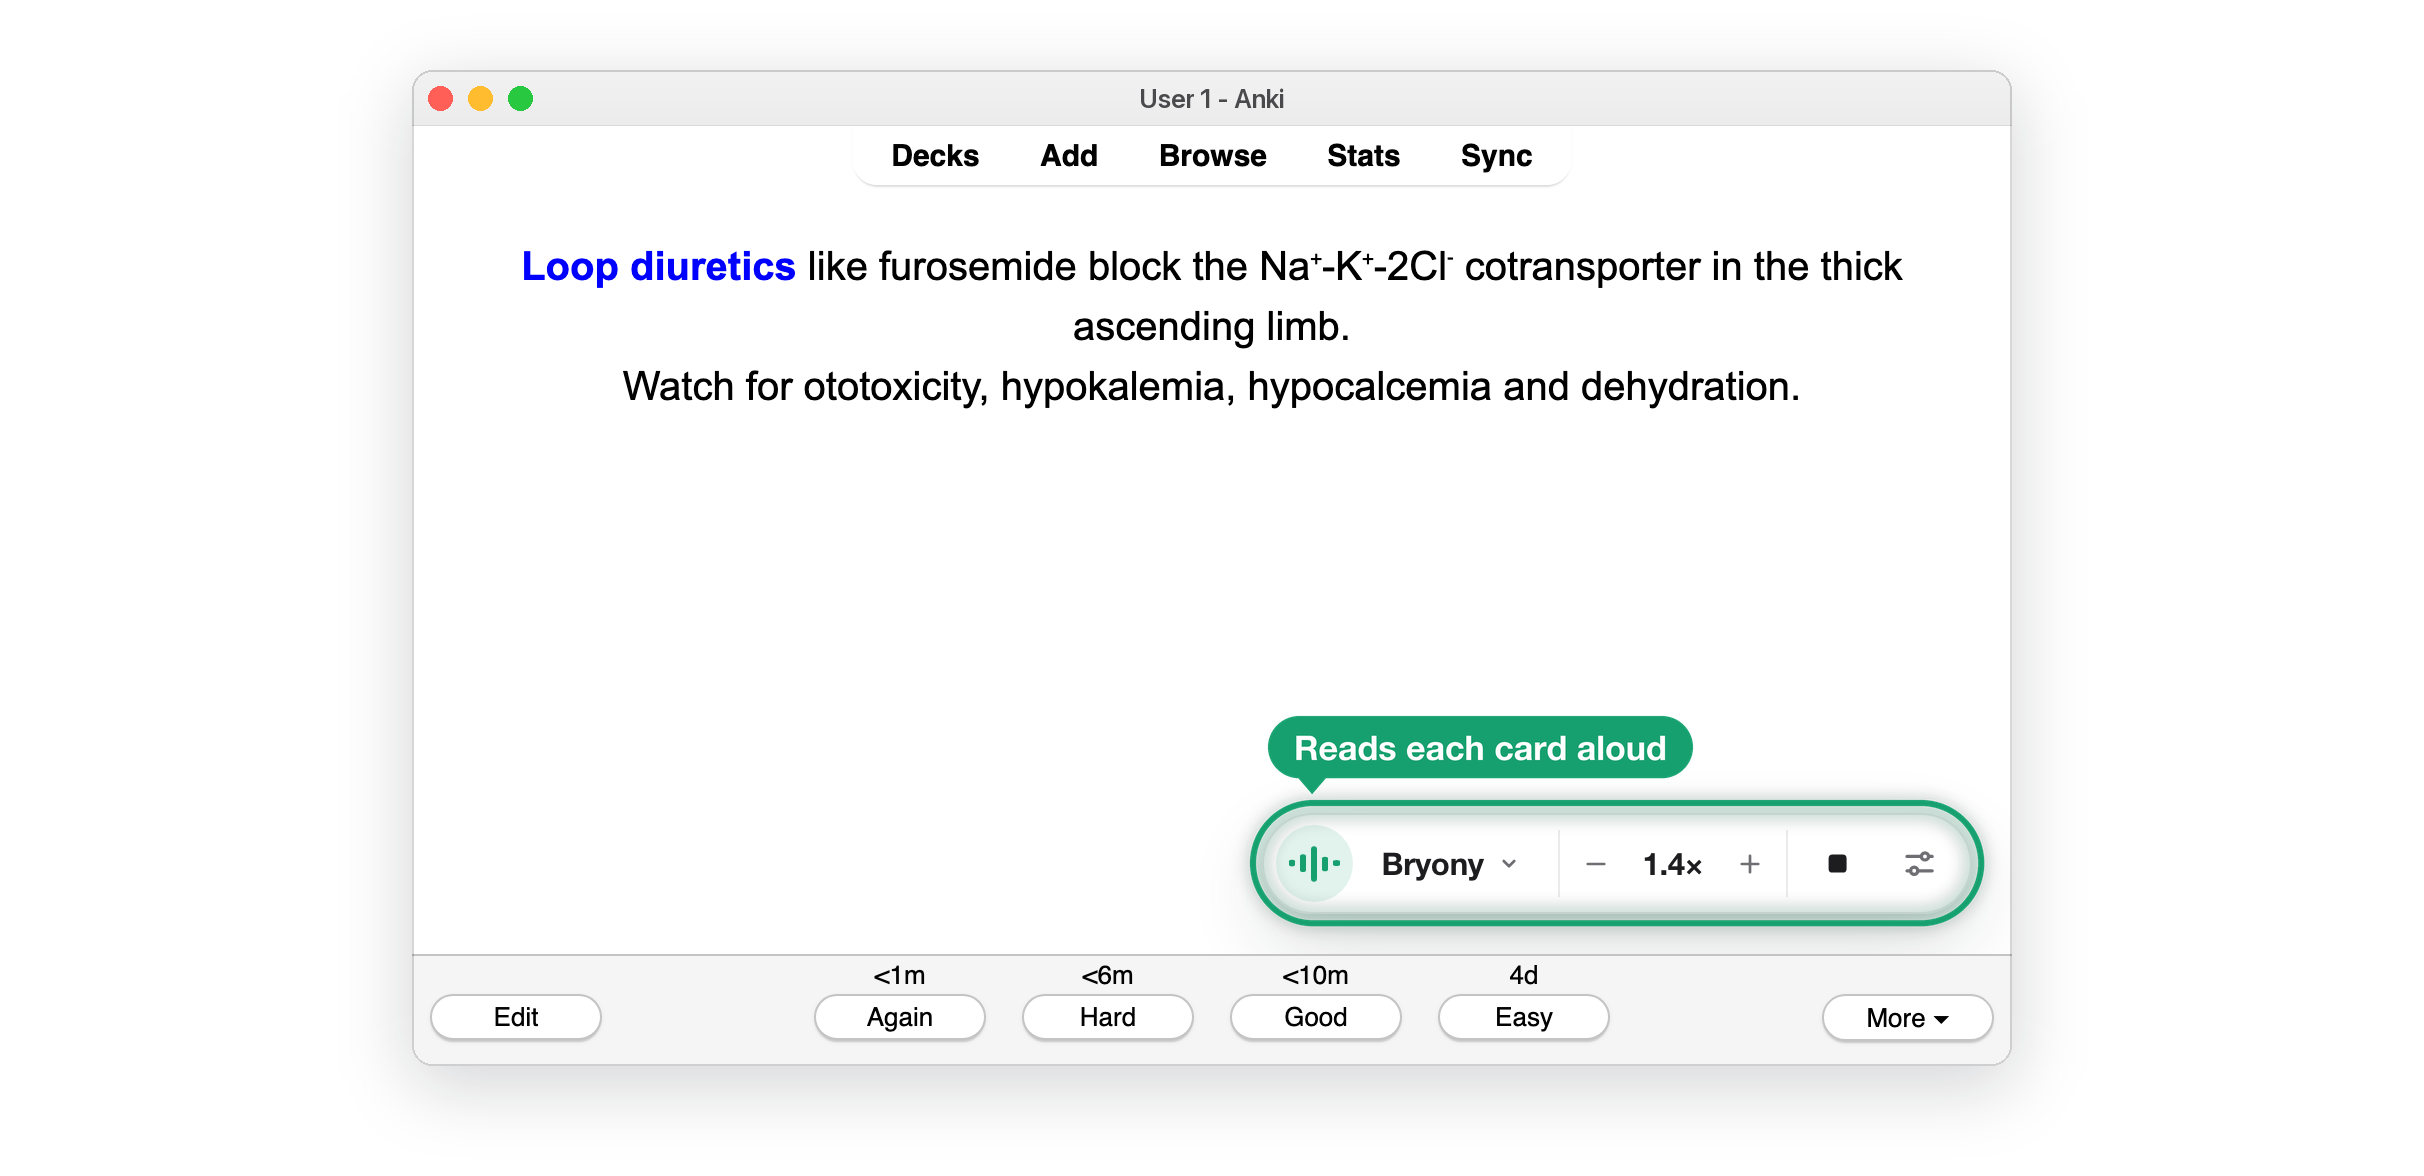 User 1 - Anki
Decks Add Browse Stats Sync
Loop diuretics like furosemide block the Na⁺-K⁺-2Cl⁻ cotransporter in the thick
ascending limb.
Watch for ototoxicity, hypokalemia, hypocalcemia and dehydration.
Reads each card aloud
Bryony − 1.4× +
<1m <6m <10m 4d
Edit Again Hard Good Easy More